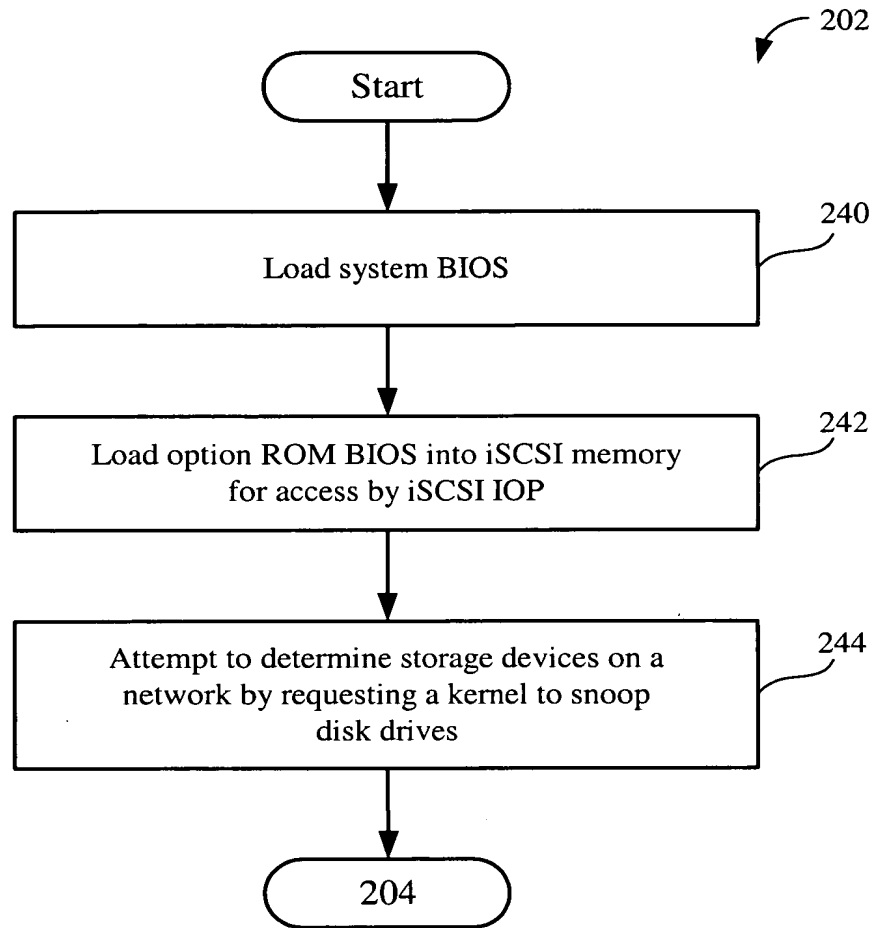 202
Start
240
Load system BIOS
242
Load option ROM BIOS into iSCSI memory
for access by iSCSI IOP
244
Attempt to determine storage devices on a
network by requesting a kernel to snoop
disk drives
204